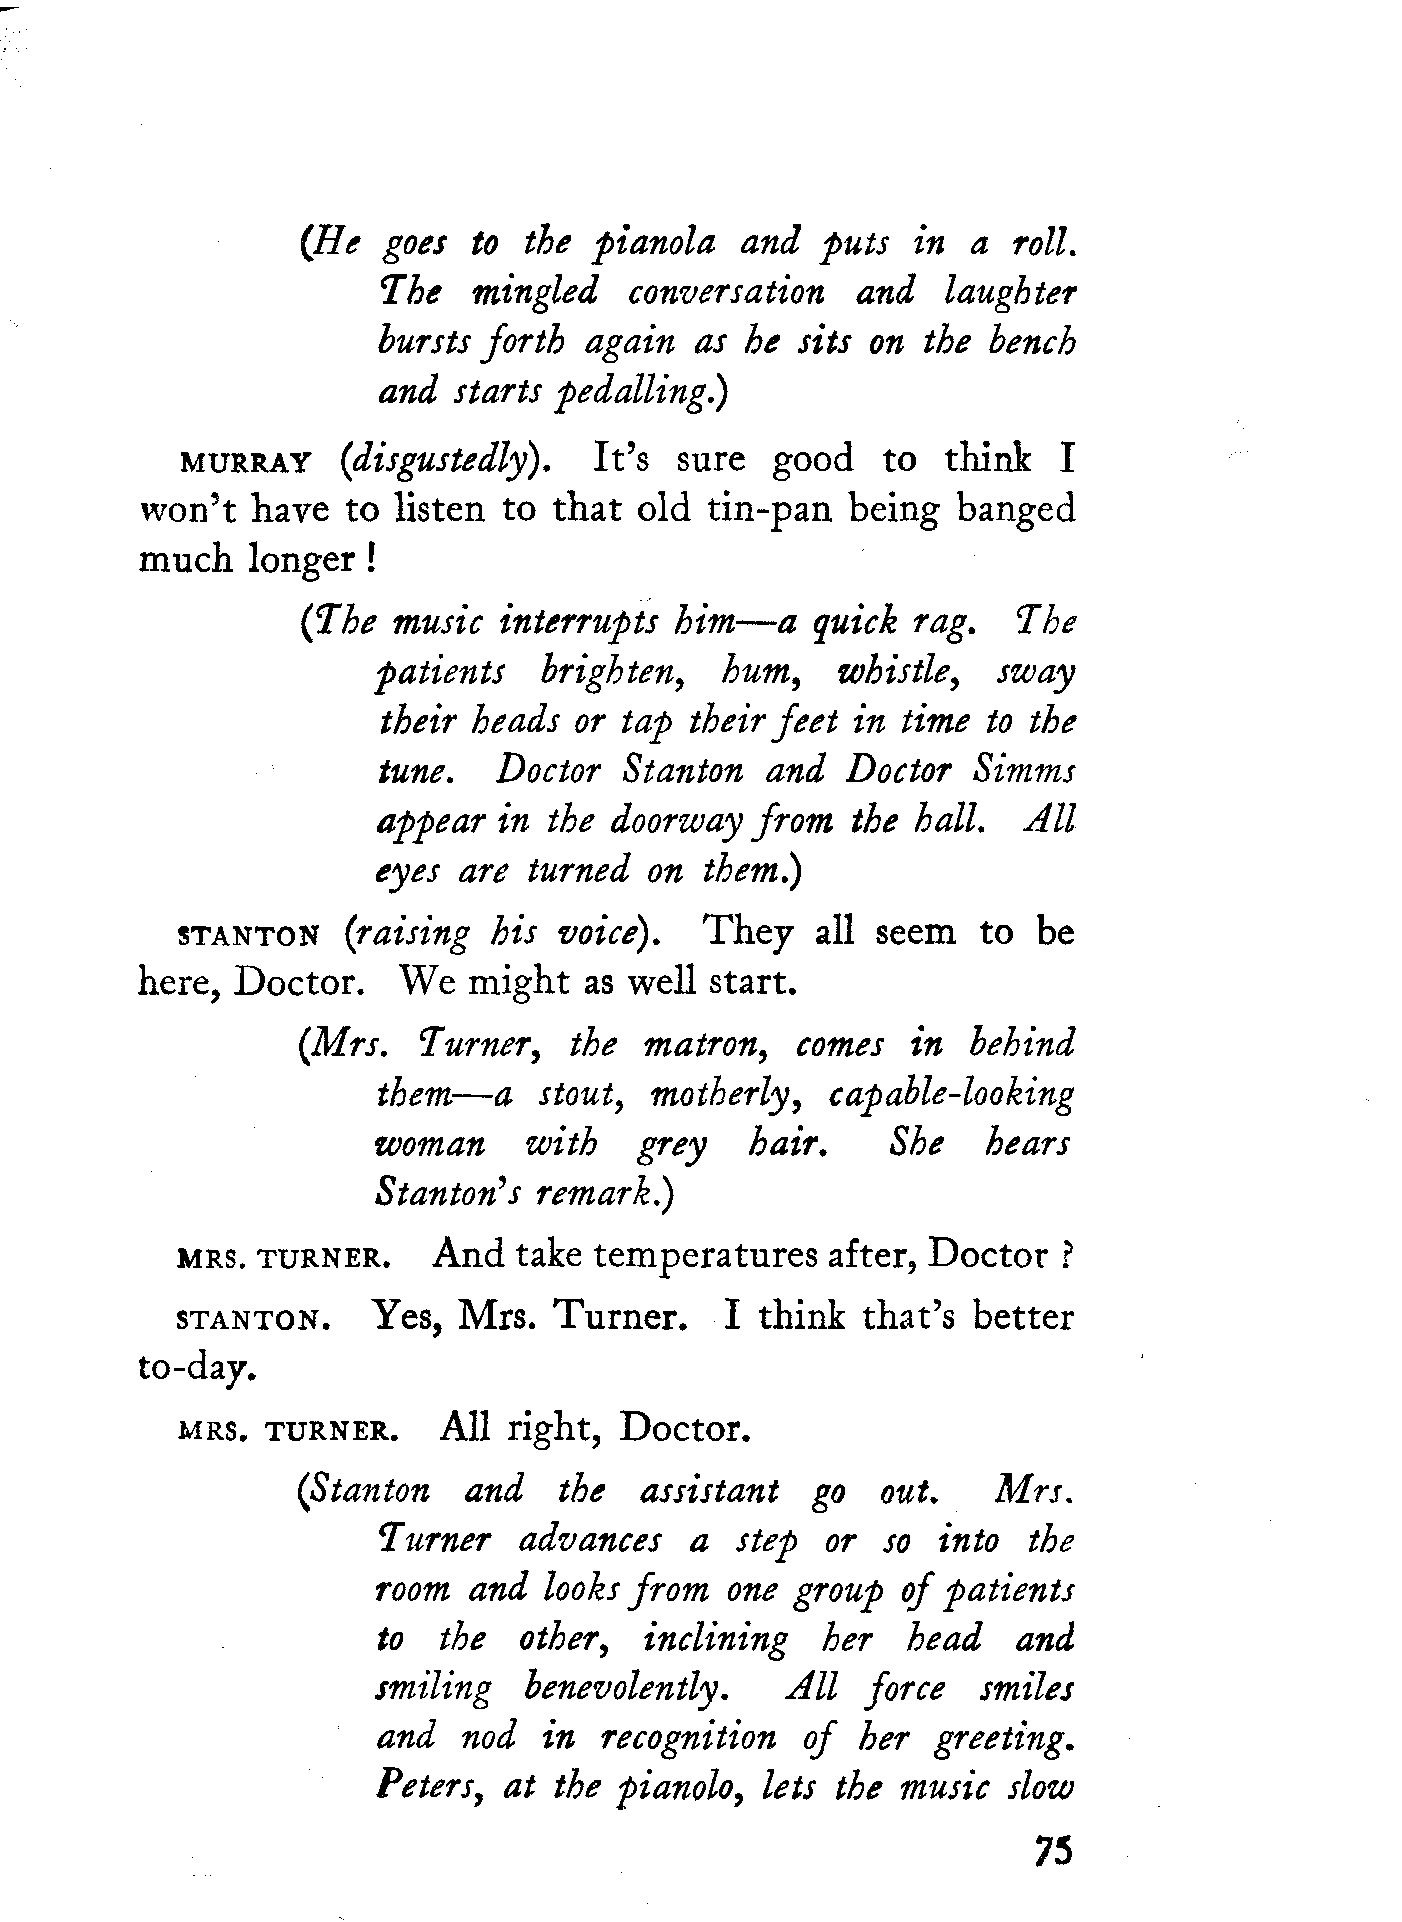 (He goes to the pianola and puts in a roll.
The mingled conversation and laughter
bursts forth again as he sits on the bench
and starts pedalling.)
MURRAY (disgustedly). It's sure good to think I
won't have to listen to that old tin-pan being banged
much longer !
(The music interrupts him—a quick rag. The
patients brighten, hum, whistle, sway
their heads or tap their feet in time to the
tune. Doctor Stanton and Doctor Simms
appear in the doorway from the hall. All
eyes are turned on them.)
STANTON (raising his voice). They all seem to be
here, Doctor. We might as well start.
(Mrs. Turner, the matron, comes in behind
them—a stout, motherly, capable-looking
woman with grey hair. She hears
Stanton's remark.)
MRS. TURNER. And take temperatures after, Doctor ?
STANTON. Yes, Mrs. Turner. I think that's better
to-day.
MRS. TURNER. All right, Doctor.
(Stanton and the assistant go out. Mrs.
Turner advances a step or so into the
room and looks from one group of patients
to the other, inclining her head and
smiling benevolently. All force smiles
and nod in recognition of her greeting.
Peters, at the pianolo, lets the music slow
75